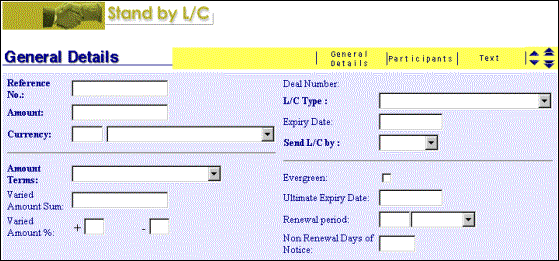 Stand by L/C
General Details
General Details
Participants
Text
Reference No.:
Amount:
Currency:
Amount Terms:
Varied Amount Sum:
Varied Amount %:
+
-
Deal Number:
L/C Type :
Expiry Date:
Send L/C by :
Evergreen:
Ultimate Expiry Date:
Renewal period:
Non Renewal Days of Notice: